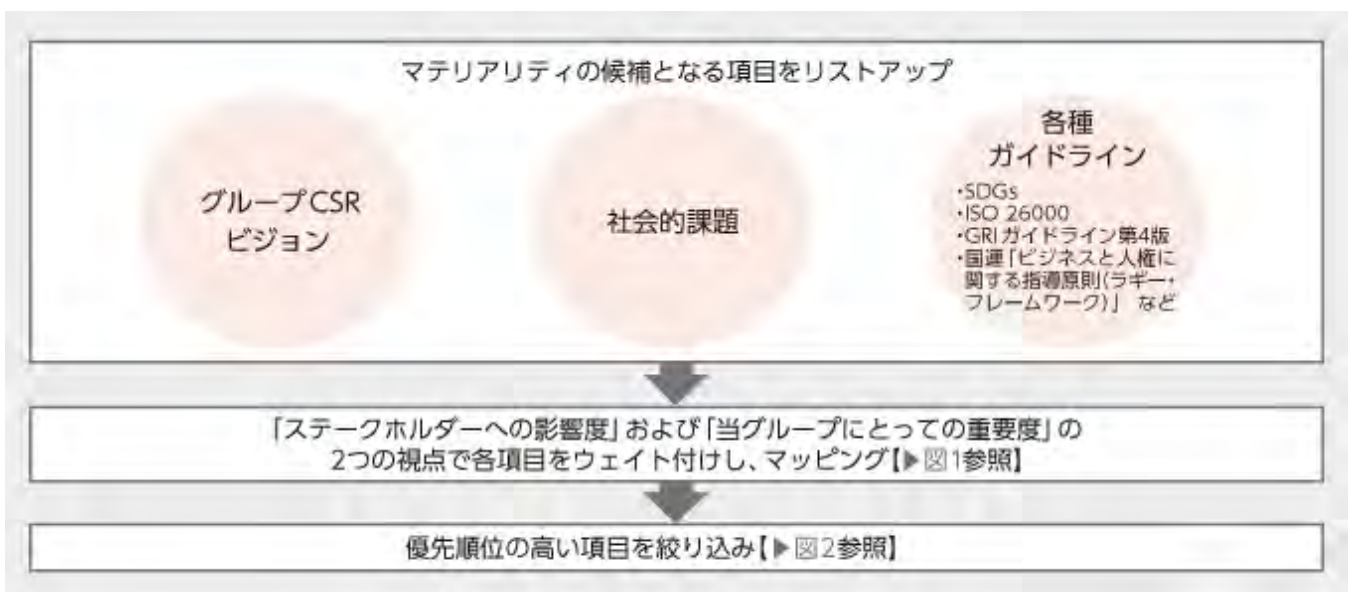 マテリアリティの候補となる項目をリストアップ
グループCSR
ビジョン
社会的課題
各種
ガイドライン
・SDGs
・ISO 26000
・GRIガイドライン第4版
・国連「ビジネスと人権に
関する指導原則(ラギー・
フレームワーク)」 など
「ステークホルダーへの影響度」および「当グループにとっての重要度」の
2つの視点で各項目をウェイト付けし、マッピング【▶図1参照】
優先順位の高い項目を絞り込み【▶図2参照】